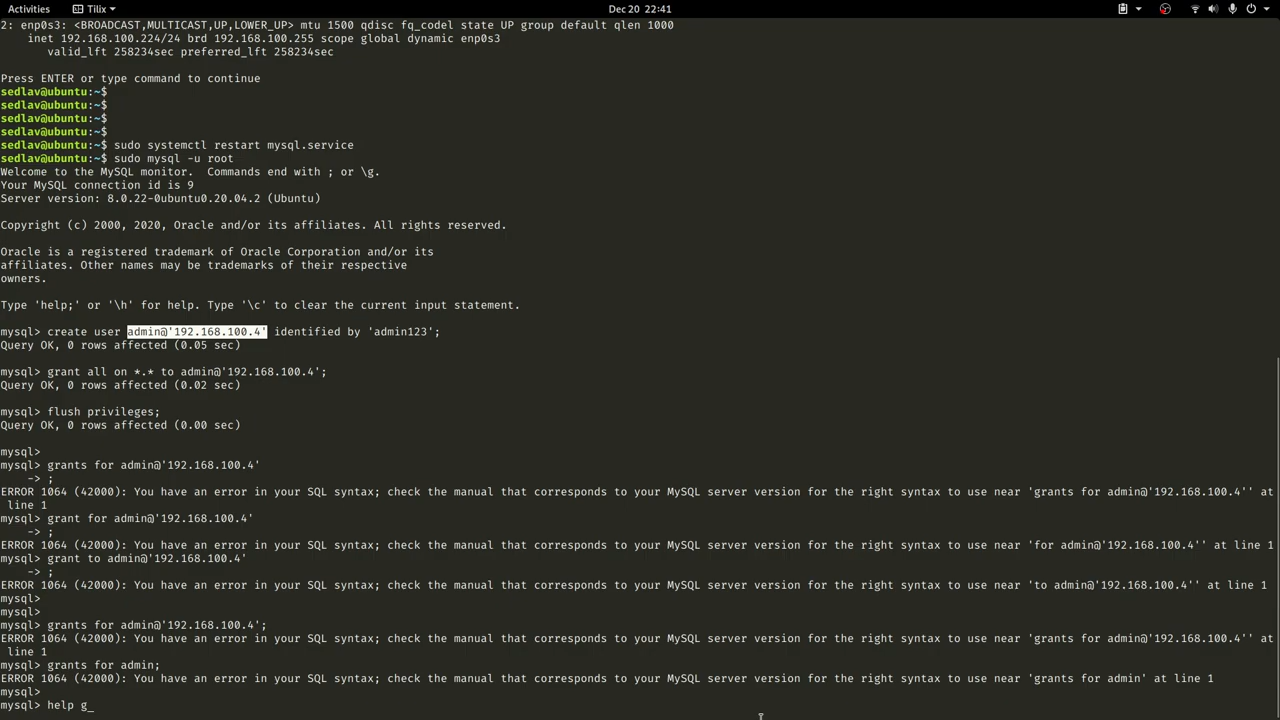 Activities
Tilix
Dec 20 22:41
2: enp0s3: <BROADCAST,MULTICAST,UP,LOWER_UP> mtu 1500 qdisc fq_codel state UP group default qlen 1000
inet 192.168.100.224/24 brd 192.168.100.255 scope global dynamic enp0s3
valid_lft 258234sec preferred_lft 258234sec
Press ENTER or type command to continue
sedlav@ubuntu:~$
sedlav@ubuntu:~$
sedlav@ubuntu:~$
sedlav@ubuntu:~$
sedlav@ubuntu:~$ sudo systemctl restart mysql.service
sedlav@ubuntu:~$ sudo mysql -u root
Welcome to the MySQL monitor.  Commands end with ; or \g.
Your MySQL connection id is 9
Server version: 8.0.22-0ubuntu0.20.04.2 (Ubuntu)
Copyright (c) 2000, 2020, Oracle and/or its affiliates. All rights reserved.
Oracle is a registered trademark of Oracle Corporation and/or its
affiliates. Other names may be trademarks of their respective
owners.
Type 'help;' or '\h' for help. Type '\c' to clear the current input statement.
mysql> create user admin@'192.168.100.4' identified by 'admin123';
Query OK, 0 rows affected (0.05 sec)
mysql> grant all on *.* to admin@'192.168.100.4';
Query OK, 0 rows affected (0.02 sec)
mysql> flush privileges;
Query OK, 0 rows affected (0.00 sec)
mysql>
mysql> grants for admin@'192.168.100.4'
-> ;
ERROR 1064 (42000): You have an error in your SQL syntax; check the manual that corresponds to your MySQL server version for the right syntax to use near 'grants for admin@'192.168.100.4'' at
line 1
mysql> grant for admin@'192.168.100.4'
-> ;
ERROR 1064 (42000): You have an error in your SQL syntax; check the manual that corresponds to your MySQL server version for the right syntax to use near 'for admin@'192.168.100.4'' at line 1
mysql> grant to admin@'192.168.100.4'
-> ;
ERROR 1064 (42000): You have an error in your SQL syntax; check the manual that corresponds to your MySQL server version for the right syntax to use near 'to admin@'192.168.100.4'' at line 1
mysql>
mysql>
mysql> grants for admin@'192.168.100.4';
ERROR 1064 (42000): You have an error in your SQL syntax; check the manual that corresponds to your MySQL server version for the right syntax to use near 'grants for admin@'192.168.100.4'' at
line 1
mysql> grants for admin;
ERROR 1064 (42000): You have an error in your SQL syntax; check the manual that corresponds to your MySQL server version for the right syntax to use near 'grants for admin' at line 1
mysql>
mysql> help g_